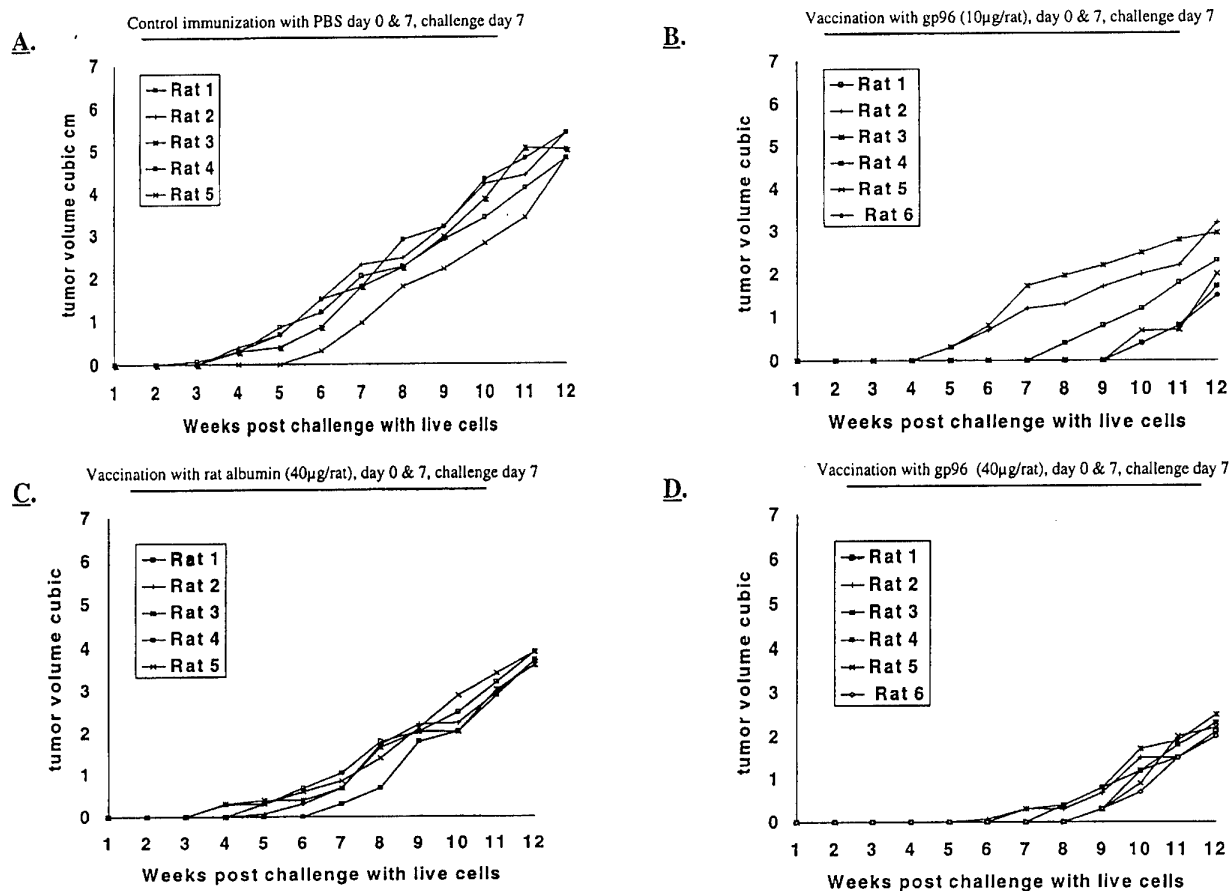 A.
Control immunization with PBS day 0 & 7, challenge day 7
tumor volume cubic cm
7
6
5
4
3
2
1
0
Rat 1
Rat 2
Rat 3
Rat 4
Rat 5
1 2 3 4 5 6 7 8 9 10 11 12
Weeks post challenge with live cells
B.
Vaccination with gp96 (10µg/rat), day 0 & 7, challenge day 7
tumor volume cubic
7
6
5
4
3
2
1
0
Rat 1
Rat 2
Rat 3
Rat 4
Rat 5
Rat 6
1 2 3 4 5 6 7 8 9 10 11 12
Weeks post challenge with live cells
C.
Vaccination with rat albumin (40µg/rat), day 0 & 7, challenge day 7
tumor volume cubic
7
6
5
4
3
2
1
0
Rat 1
Rat 2
Rat 3
Rat 4
Rat 5
1 2 3 4 5 6 7 8 9 10 11 12
Weeks post challenge with live cells
D.
Vaccination with gp96 (40µg/rat), day 0 & 7, challenge day 7
tumor volume cubic
7
6
5
4
3
2
1
0
Rat 1
Rat 2
Rat 3
Rat 4
Rat 5
Rat 6
1 2 3 4 5 6 7 8 9 10 11 12
Weeks post challenge with live cells